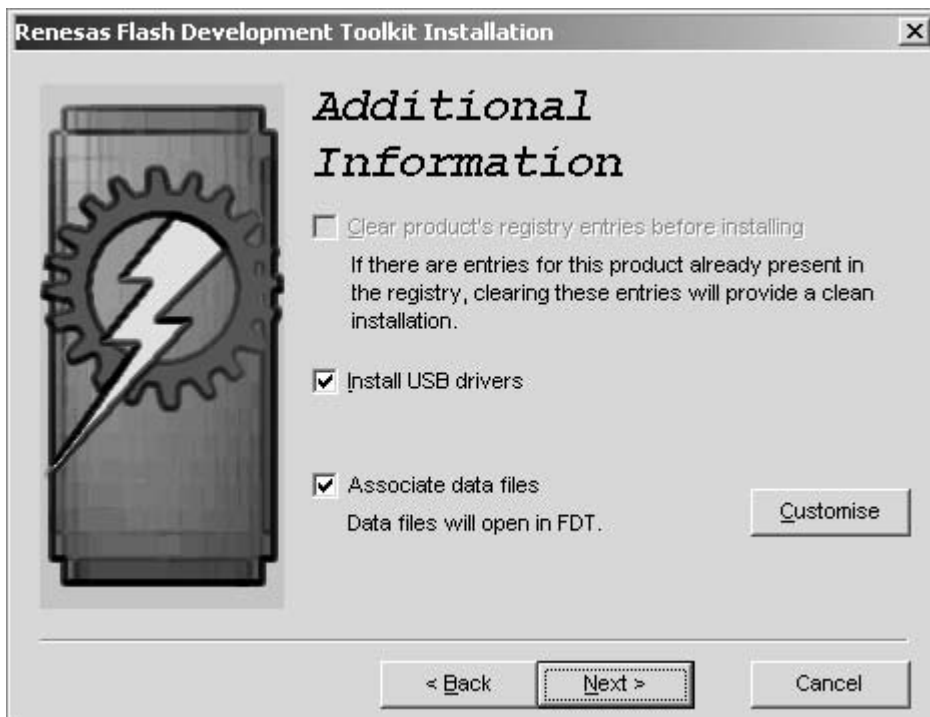 Renesas Flash Development Toolkit Installation
Additional
Information
Clear product's registry entries before installing
If there are entries for this product already present in
the registry, clearing these entries will provide a clean
installation.
Install USB drivers
Associate data files
Data files will open in FDT.
Customise
< Back
Next >
Cancel